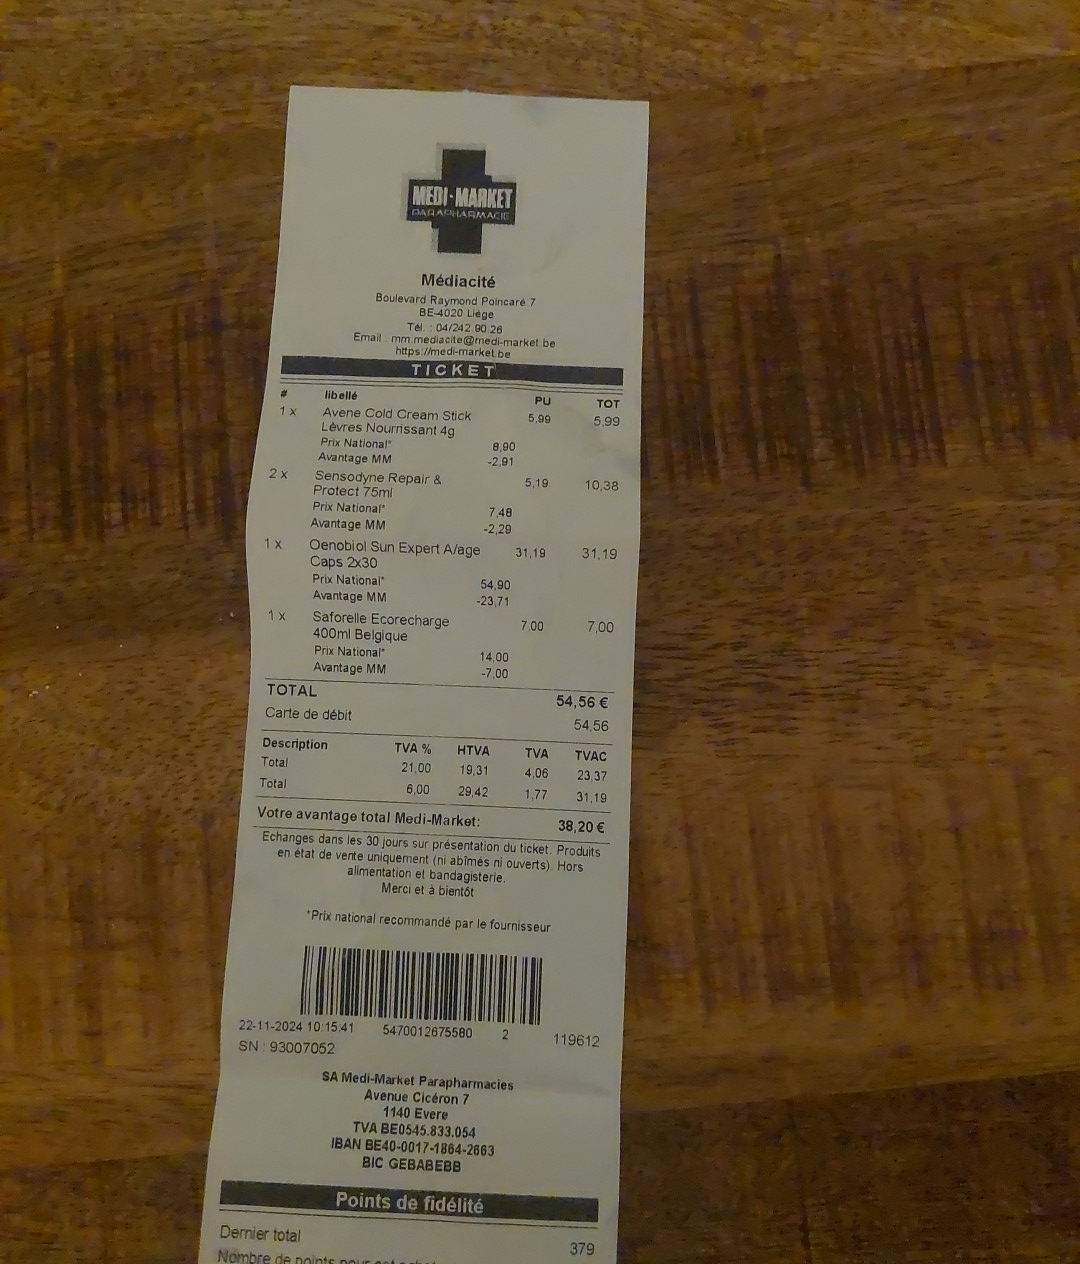 MEDI-MARKET
PARAPHARMACIE
Médiacité
Boulevard Raymond Poincaré 7
BE-4020 Liège
Tél. : 04/242.90.26
Email : mm.mediacite@medi-market.be
https://medi-market.be
TICKET
# libellé PU TOT
1 x Avene Cold Cream Stick 5,99 5,99
Lèvres Nourrissant 4g
Prix National* 8,90
Avantage MM -2,91
2 x Sensodyne Repair & 5,19 10,38
Protect 75ml
Prix National* 7,48
Avantage MM -2,29
1 x Oenobiol Sun Expert A/age 31,19 31,19
Caps 2x30
Prix National* 54,90
Avantage MM -23,71
1 x Saforelle Ecorecharge 7,00 7,00
400ml Belgique
Prix National* 14,00
Avantage MM -7,00
TOTAL 54,56 €
Carte de débit 54,56
Description TVA % HTVA TVA TVAC
Total 21,00 19,31 4,06 23,37
Total 6,00 29,42 1,77 31,19
Votre avantage total Medi-Market: 38,20 €
Echanges dans les 30 jours sur présentation du ticket. Produits
en état de vente uniquement (ni abîmés ni ouverts). Hors
alimentation et bandagisterie.
Merci et à bientôt
*Prix national recommandé par le fournisseur
22-11-2024 10:15:41 5470012675580 2 119612
SN : 93007052
SA Medi-Market Parapharmacies
Avenue Cicéron 7
1140 Evere
TVA BE0545.833.054
IBAN BE40-0017-1864-2663
BIC GEBABEBB
Points de fidélité
Dernier total 379
Nombre de points pour cet achat